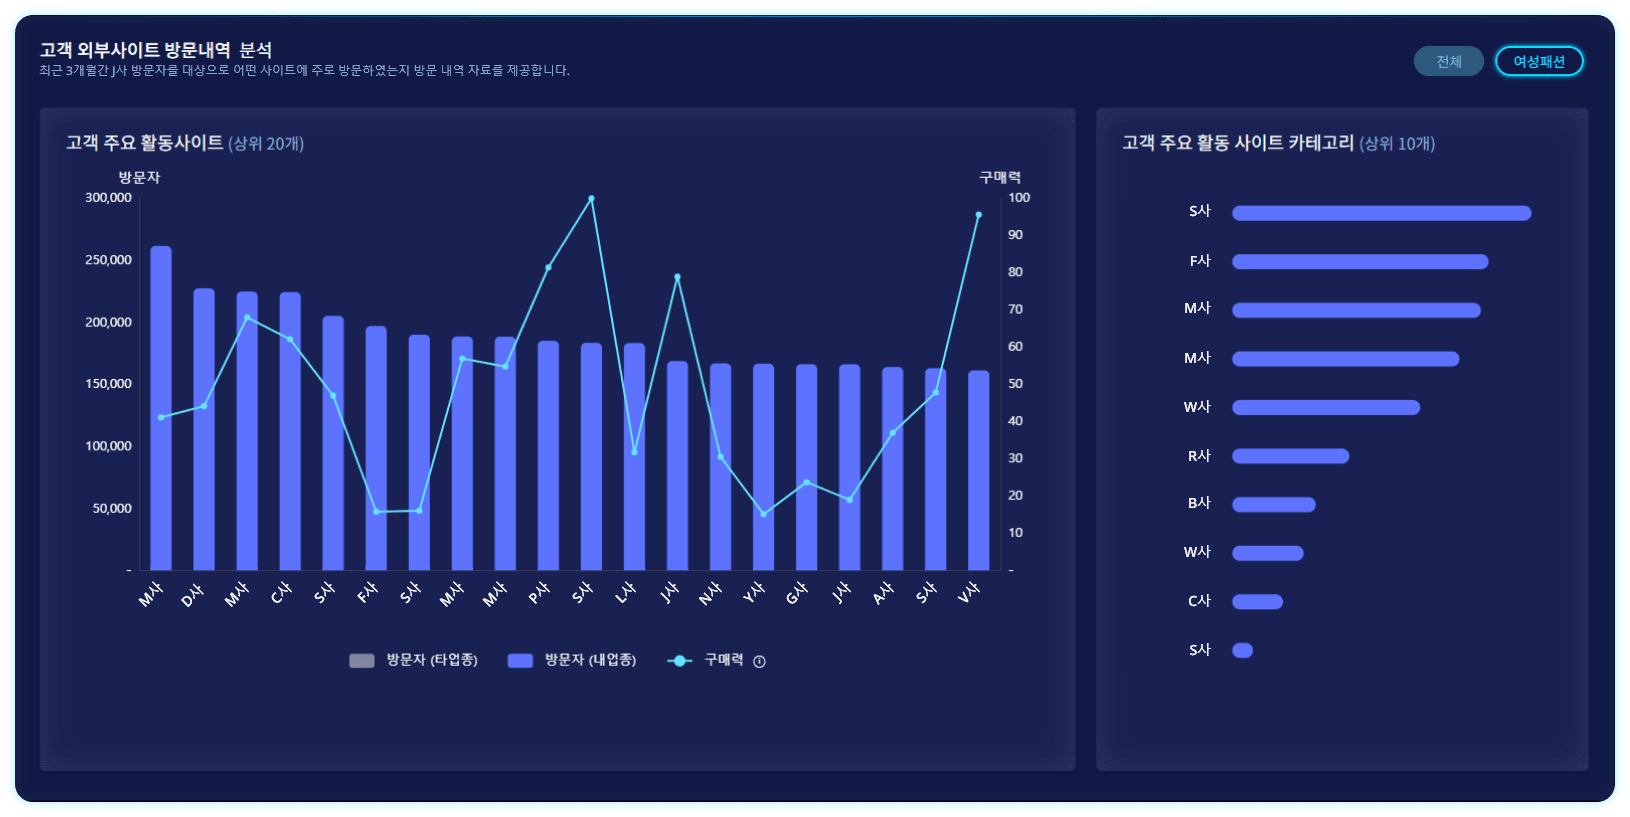 고객 외부사이트 방문내역 분석
최근 3개월간 J사 방문자를 대상으로 어떤 사이트에 주로 방문하였는지 방문 내역 자료를 제공합니다.
전체
여성패션
고객 주요 활동사이트 (상위 20개)
방문자
구매력
300,000
250,000
200,000
150,000
100,000
50,000
-
100
90
80
70
60
50
40
30
20
10
-
M사
D사
M사
C사
S사
F사
S사
M사
M사
P사
S사
L사
J사
N사
Y사
G사
J사
A사
S사
V사
방문자 (타업종)
방문자 (내업종)
구매력
고객 주요 활동 사이트 카테고리 (상위 10개)
S사
F사
M사
M사
W사
R사
B사
W사
C사
S사